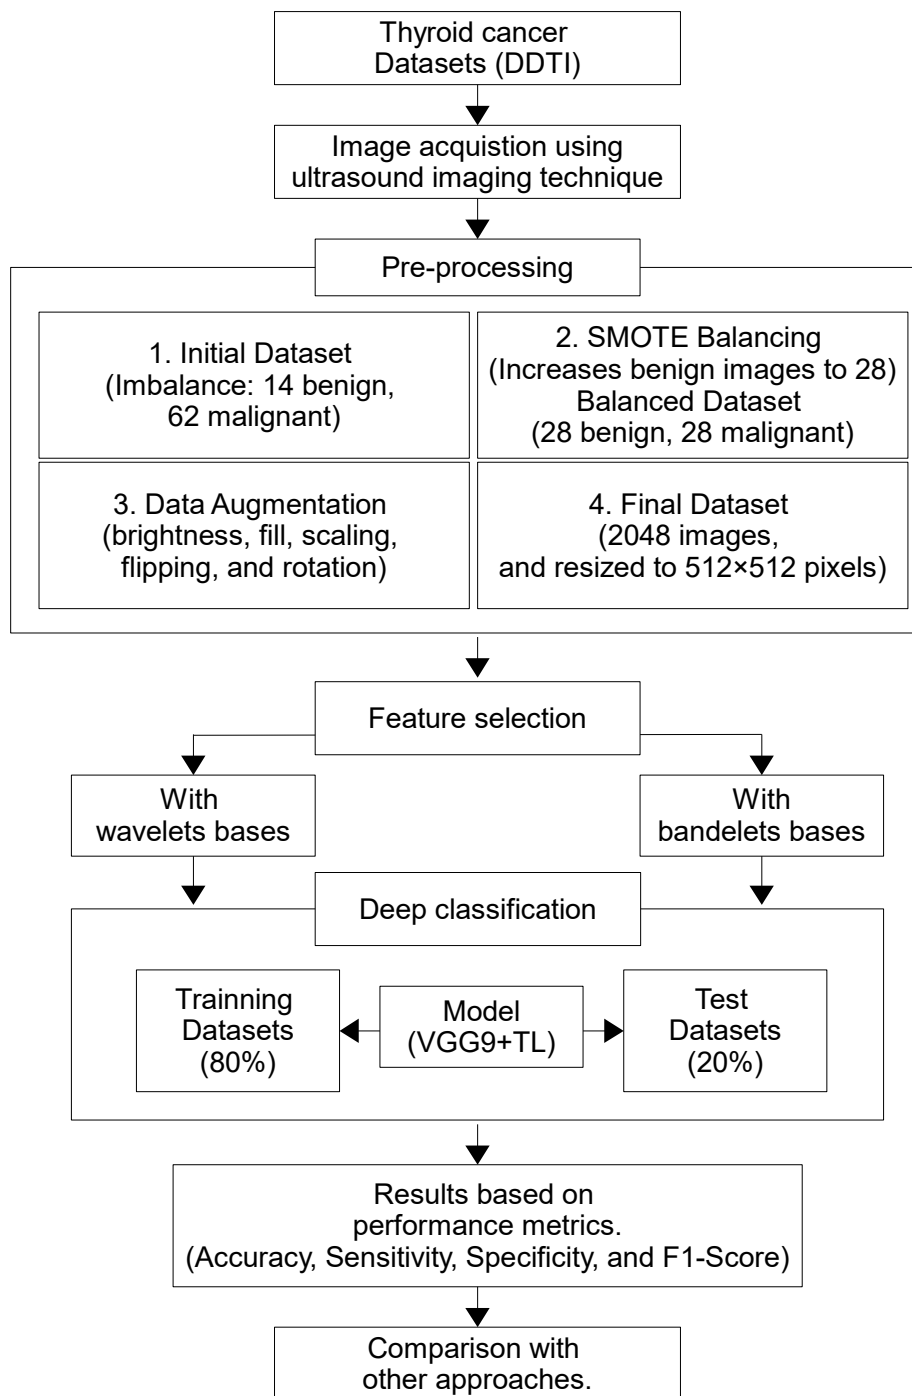 Thyroid cancer
Datasets (DDTI)
Image acquistion using
ultrasound imaging technique
Pre-processing
1. Initial Dataset
(Imbalance: 14 benign,
62 malignant)
2. SMOTE Balancing
(Increases benign images to 28)
Balanced Dataset
(28 benign, 28 malignant)
3. Data Augmentation
(brightness, fill, scaling,
flipping, and rotation)
4. Final Dataset
(2048 images,
and resized to 512×512 pixels)
Feature selection
With
wavelets bases
With
bandelets bases
Deep classification
Trainning
Datasets
(80%)
Model
(VGG9+TL)
Test
Datasets
(20%)
Results based on
performance metrics.
(Accuracy, Sensitivity, Specificity, and F1-Score)
Comparison with
other approaches.